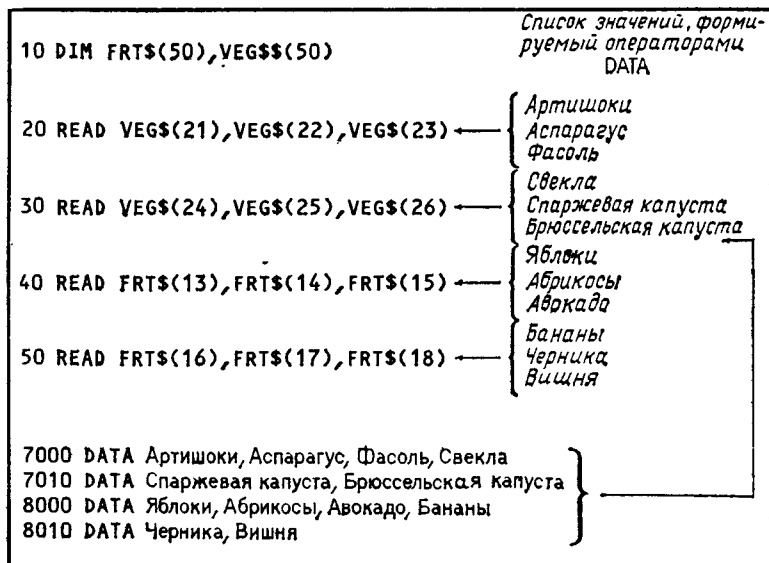 Список значений, форми-
руемый операторами
DATA
10 DIM FRT$(50),VEG$$(50)
Артишоки
20 READ VEG$(21),VEG$(22),VEG$(23)
Аспарагус
Фасоль
Свекла
30 READ VEG$(24),VEG$(25),VEG$(26)
Спаржевая капуста
Брюссельская капуста
Яблоки
40 READ FRT$(13),FRT$(14),FRT$(15)
Абрикосы
Авокадо
Бананы
50 READ FRT$(16),FRT$(17),FRT$(18)
Черника
Вишня
7000 DATA Артишоки, Аспарагус, Фасоль, Свекла
7010 DATA Спаржевая капуста, Брюссельская капуста
8000 DATA Яблоки, Абрикосы, Авокадо, Бананы
8010 DATA Черника, Вишня